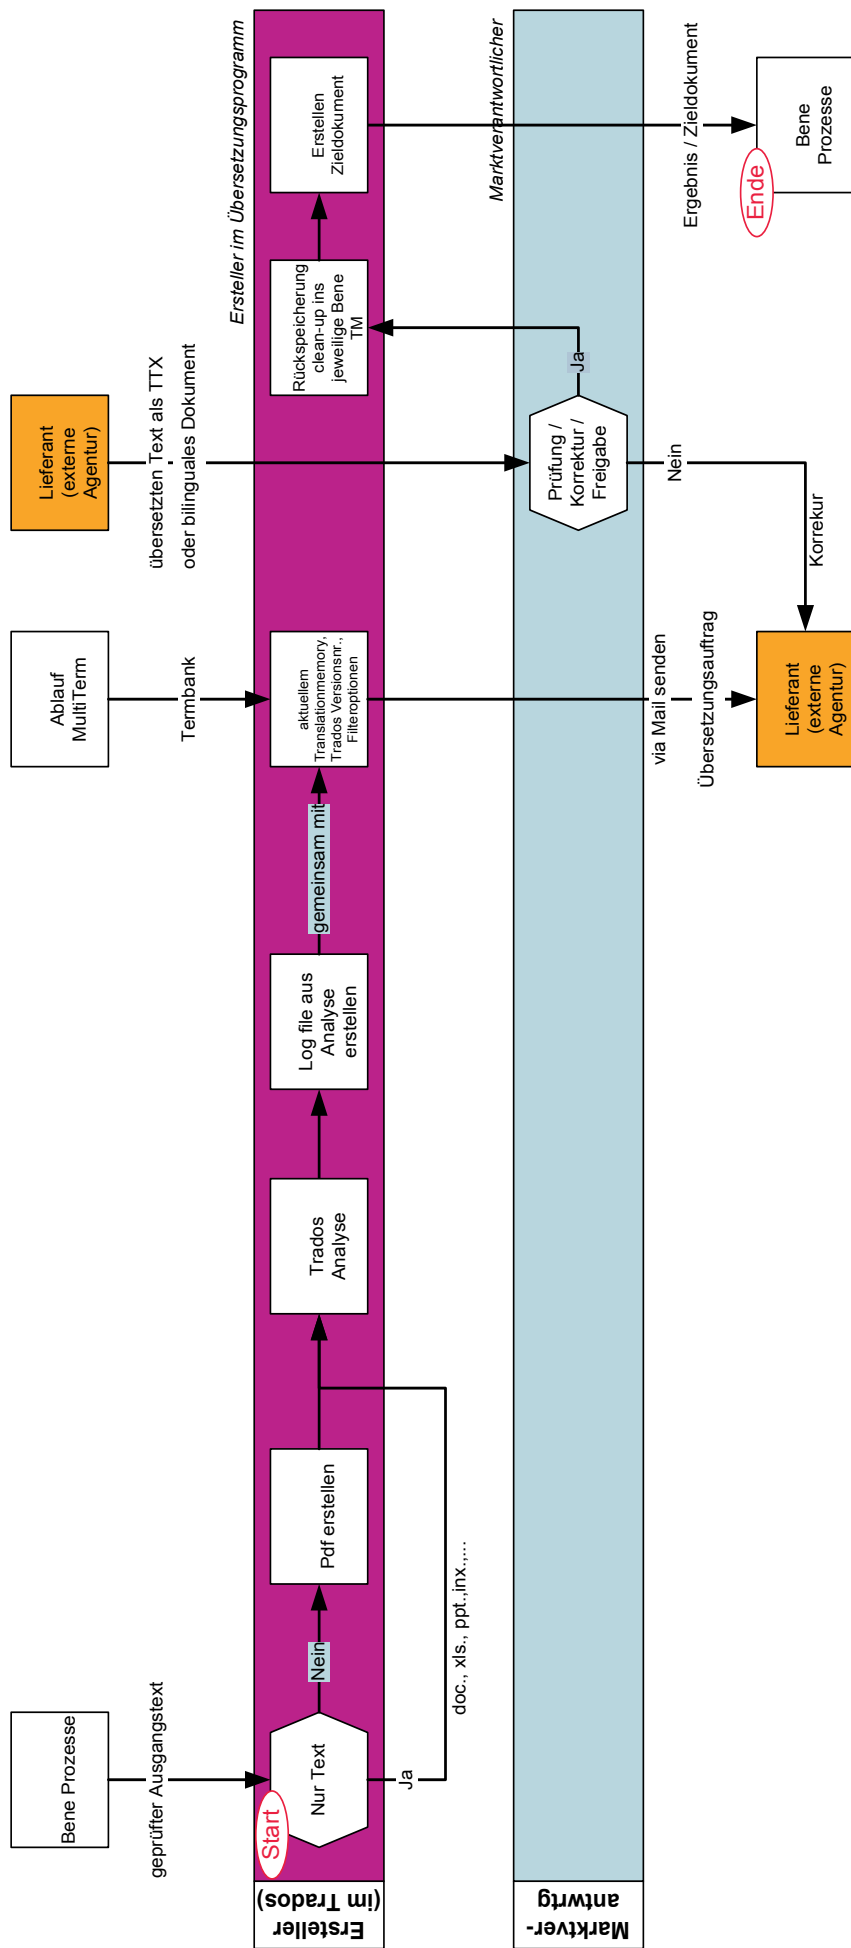 Bene Prozesse
geprüfter Ausgangstext
Ablauf
MultiTerm
Termbank
Lieferant
(externe
Agentur)
übersetzten Text als TTX
oder bilinguales Dokument
Ersteller
(im Trados)
Ersteller im Übersetzungsprogramm
Start
Nur Text
Nein
Pdf erstellen
Trados
Analyse
Log file aus
Analyse
erstellen
gemeinsam mit
aktuellem
Translationmemory,
Trados Versionsnr.,
Filteroptionen
Rückspeicherung
clean-up ins
jeweilige Bene
TM
Erstellen
Zieldokument
Ja
doc., xls., ppt.,inx.,...
Marktver-
antwrtg
Marktverantwortlicher
Prüfung /
Korrektur /
Freigabe
Ja
Nein
via Mail senden
Übersetzungsauftrag
Korrekur
Lieferant
(externe
Agentur)
Ergebnis / Zieldokument
Ende
Bene
Prozesse